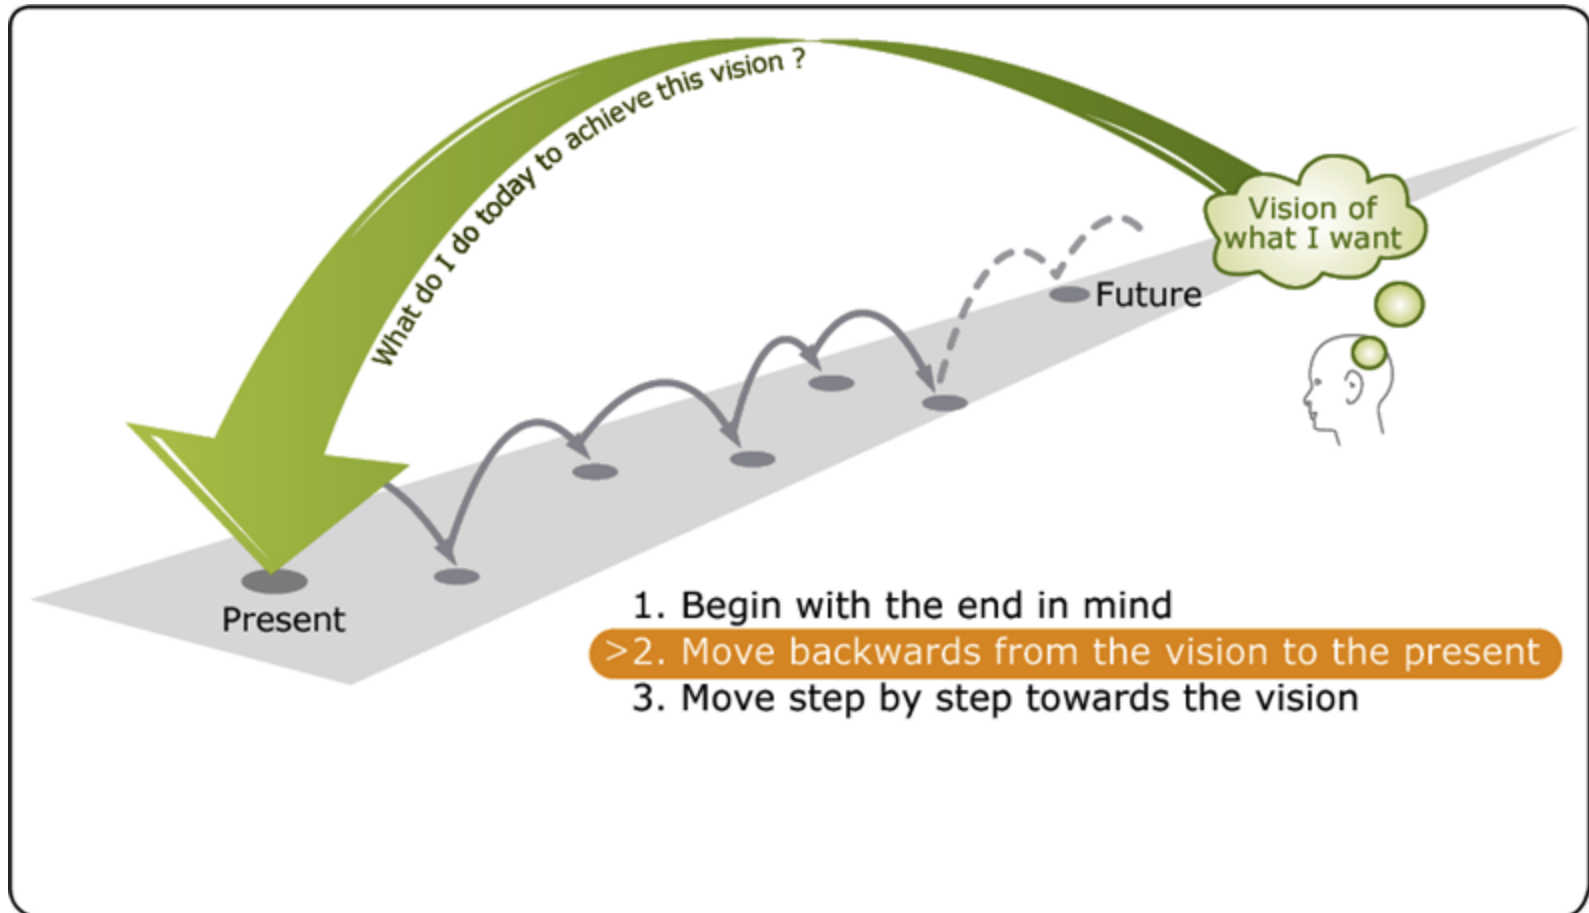 What do I do today to achieve this vision ?
Vision of
what I want
Future
Present
1. Begin with the end in mind
>2. Move backwards from the vision to the present
3. Move step by step towards the vision